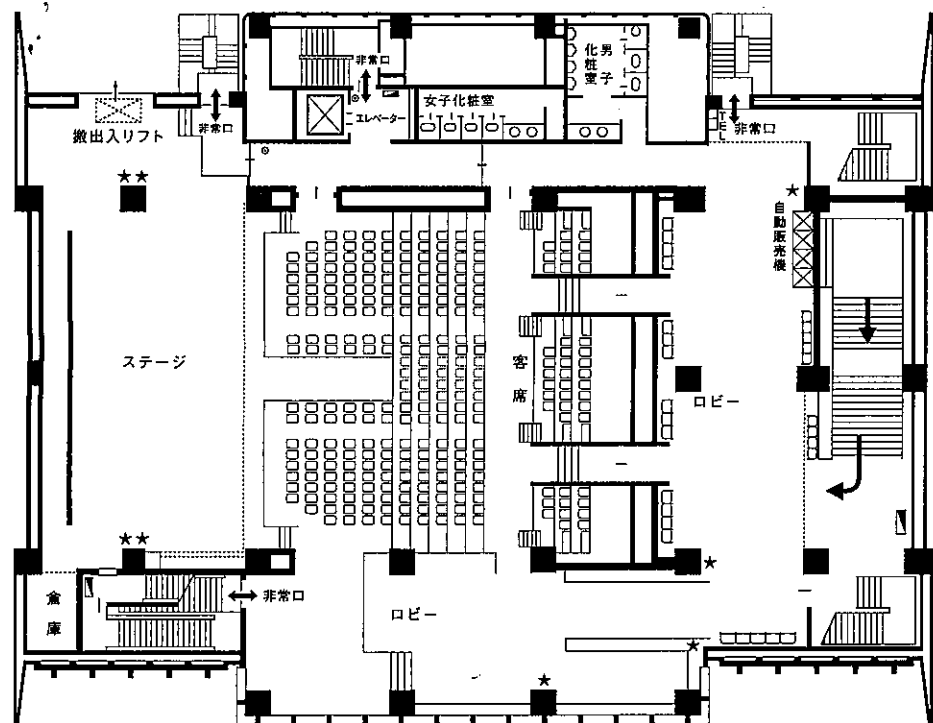 非常口
男子
化粧室
女子化粧室
エレベーター
非常口
TEL
非常口
搬出入リフト
★★
★
自動販売機
ステージ
客席
ロビー
★★
★
倉庫
非常口
ロビー
★
★